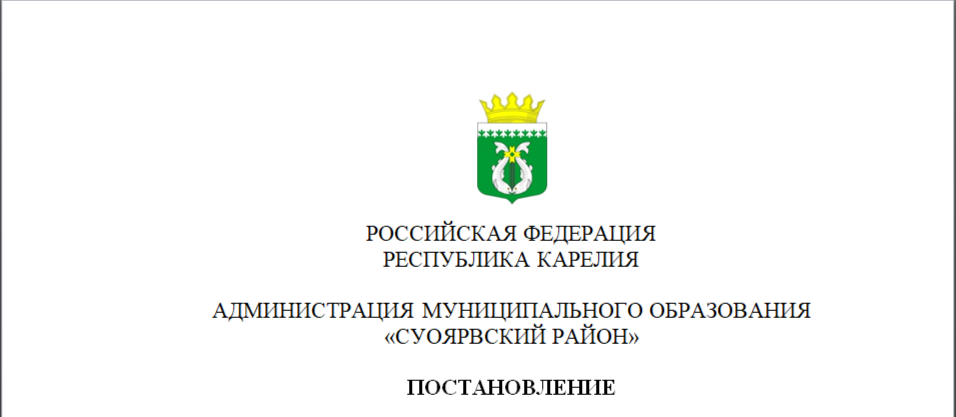 РОССИЙСКАЯ ФЕДЕРАЦИЯ
РЕСПУБЛИКА КАРЕЛИЯ
АДМИНИСТРАЦИЯ МУНИЦИПАЛЬНОГО ОБРАЗОВАНИЯ
«СУОЯРВСКИЙ РАЙОН»
ПОСТАНОВЛЕНИЕ